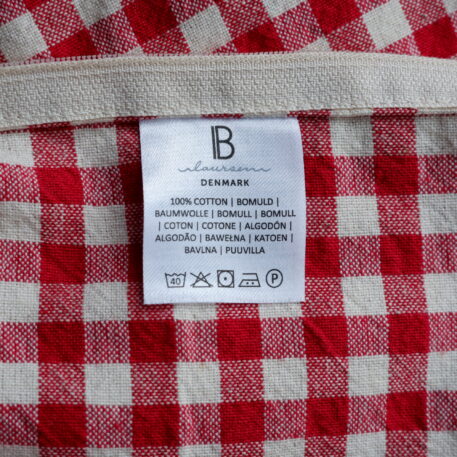 B
laursen
DENMARK
100% COTTON | BOMULD |
BAUMWOLLE | BOMULL | BOMULL
| COTON | COTONE | ALGODÓN |
ALGODÃO | BAWEŁNA | KATOEN |
BAVLNA | PUUVILLA
40 P